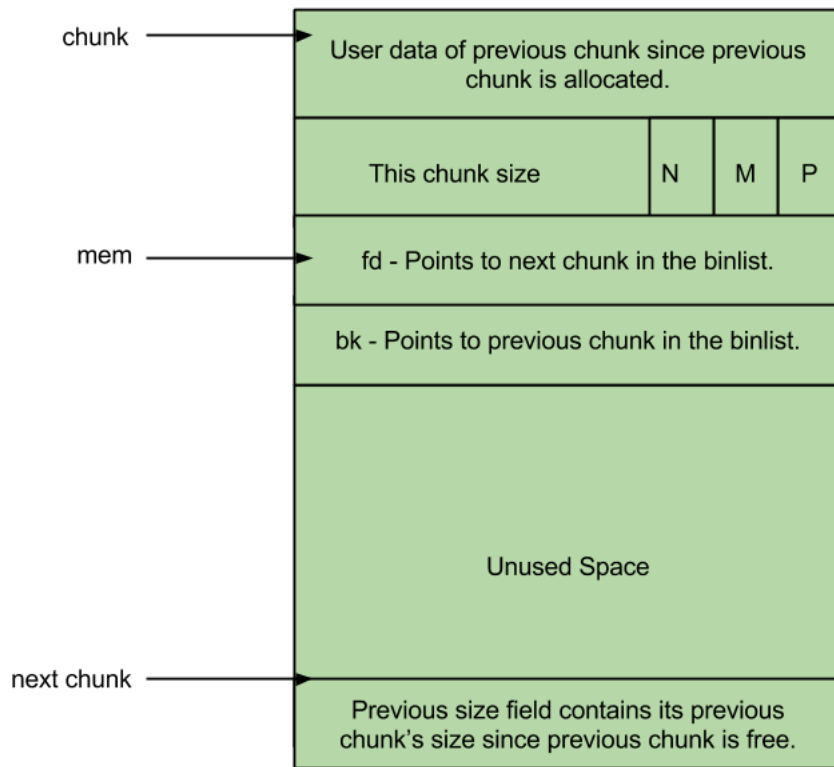 chunk
User data of previous chunk since previous
chunk is allocated.
This chunk size
N
M
P
mem
fd - Points to next chunk in the binlist.
bk - Points to previous chunk in the binlist.
Unused Space
next chunk
Previous size field contains its previous
chunk's size since previous chunk is free.